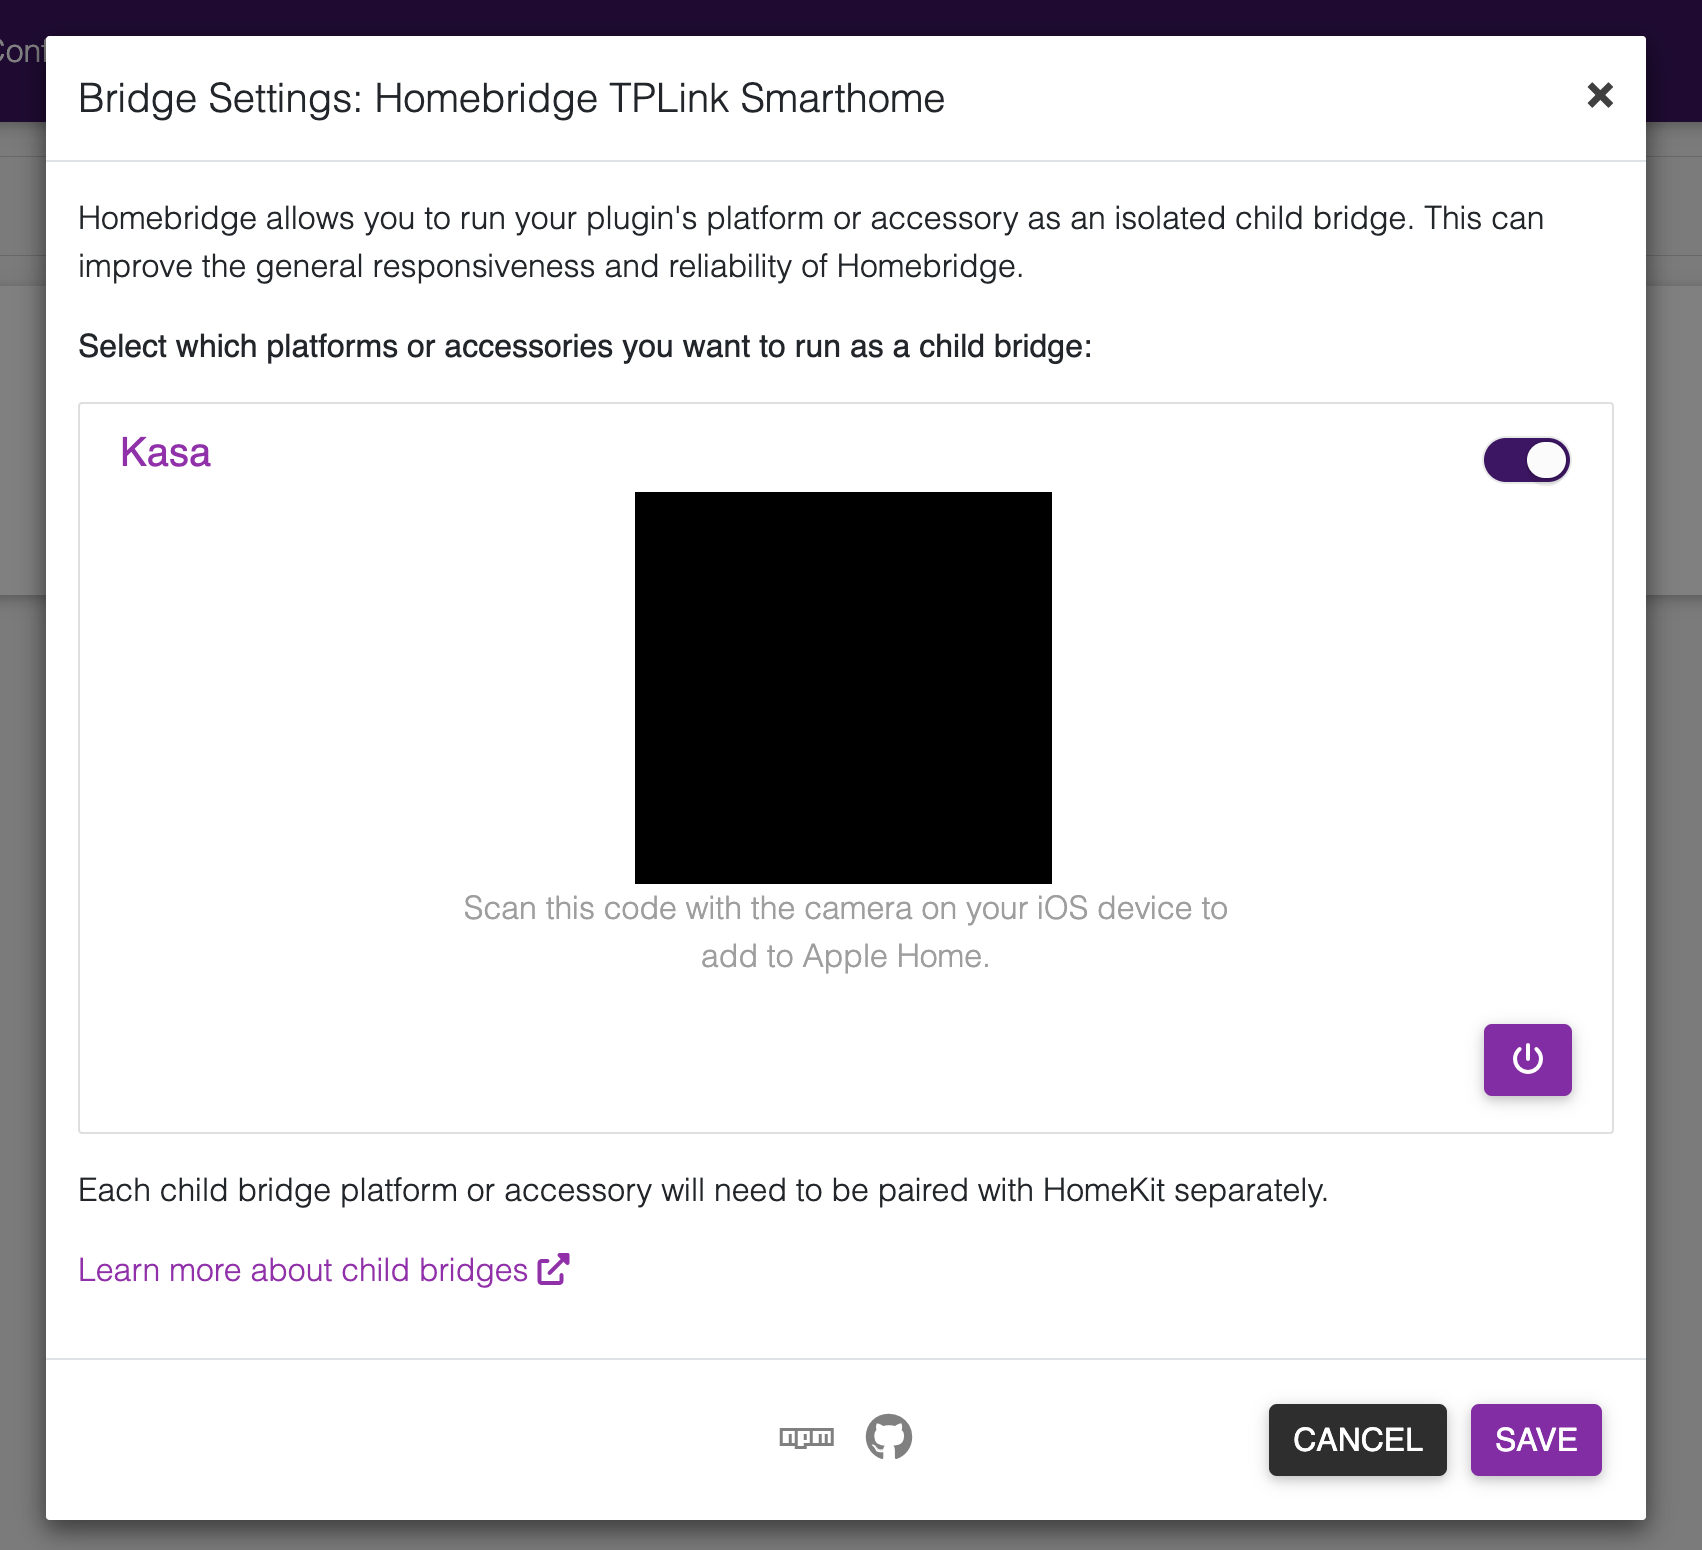 Bridge Settings: Homebridge TPLink Smarthome
Homebridge allows you to run your plugin's platform or accessory as an isolated child bridge. This can
improve the general responsiveness and reliability of Homebridge.
Select which platforms or accessories you want to run as a child bridge:
Kasa
Scan this code with the camera on your iOS device to
add to Apple Home.
Each child bridge platform or accessory will need to be paired with HomeKit separately.
Learn more about child bridges
npm
CANCEL
SAVE